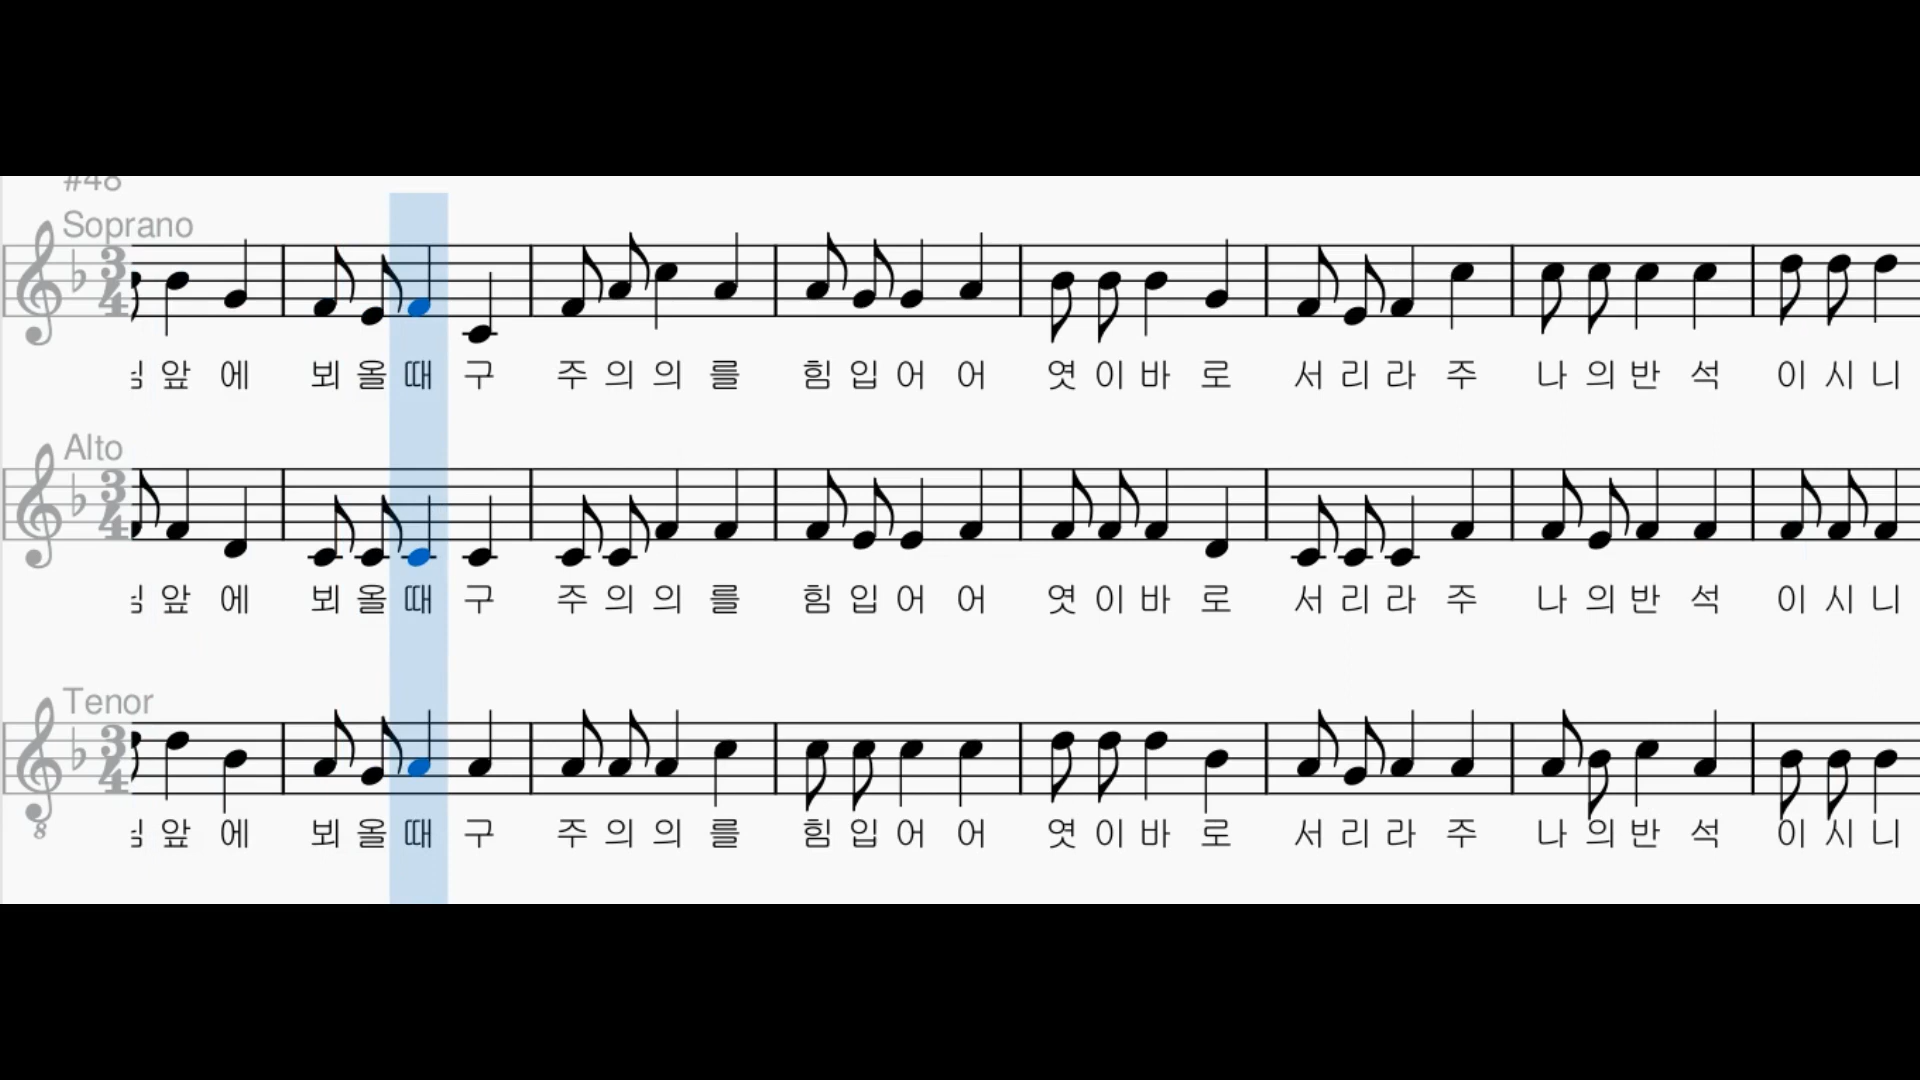 #48
Soprano
앞 에 뵈 올 때 구 주 의 의 를 힘 입 어 어 엿 이 바 로 서 리 라 주 나 의 반 석 이 시 니
Alto
앞 에 뵈 올 때 구 주 의 의 를 힘 입 어 어 엿 이 바 로 서 리 라 주 나 의 반 석 이 시 니
Tenor
8
앞 에 뵈 올 때 구 주 의 의 를 힘 입 어 어 엿 이 바 로 서 리 라 주 나 의 반 석 이 시 니